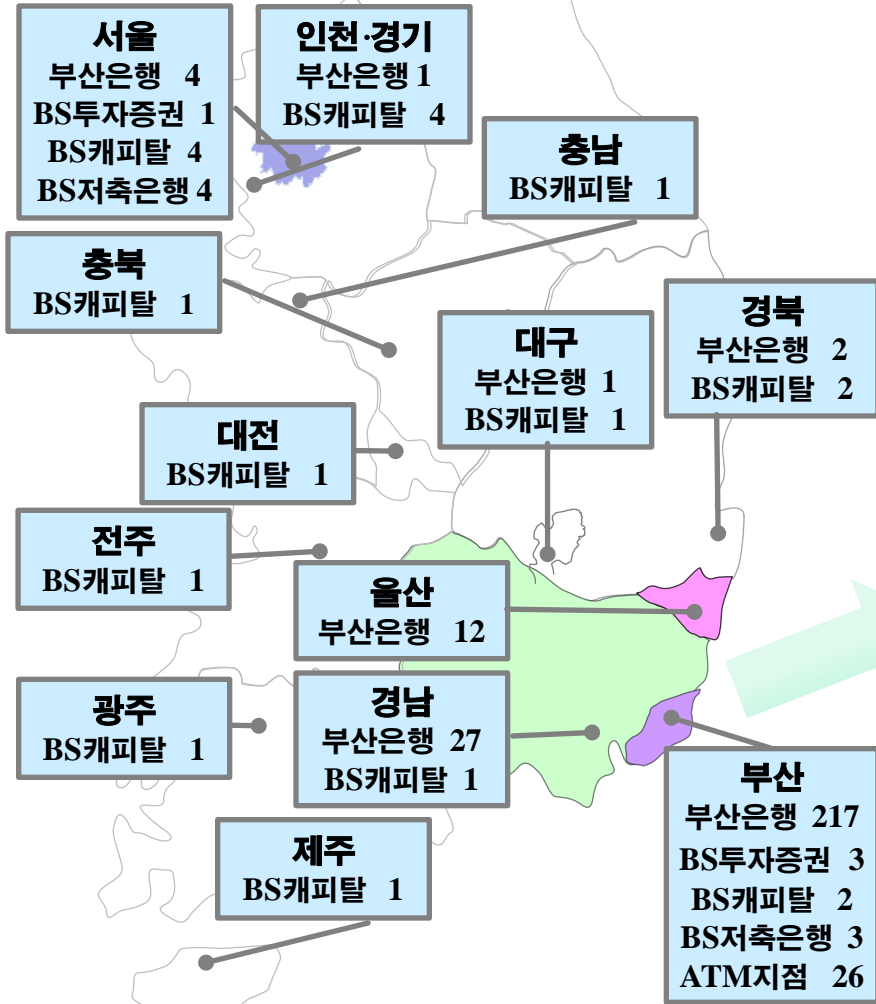 서울
부산은행 4
BS투자증권 1
BS캐피탈 4
BS저축은행 4
인천·경기
부산은행 1
BS캐피탈 4
충남
BS캐피탈 1
충북
BS캐피탈 1
대구
부산은행 1
BS캐피탈 1
경북
부산은행 2
BS캐피탈 2
대전
BS캐피탈 1
전주
BS캐피탈 1
울산
부산은행 12
광주
BS캐피탈 1
경남
부산은행 27
BS캐피탈 1
부산
부산은행 217
BS투자증권 3
BS캐피탈 2
BS저축은행 3
ATM지점 26
제주
BS캐피탈 1